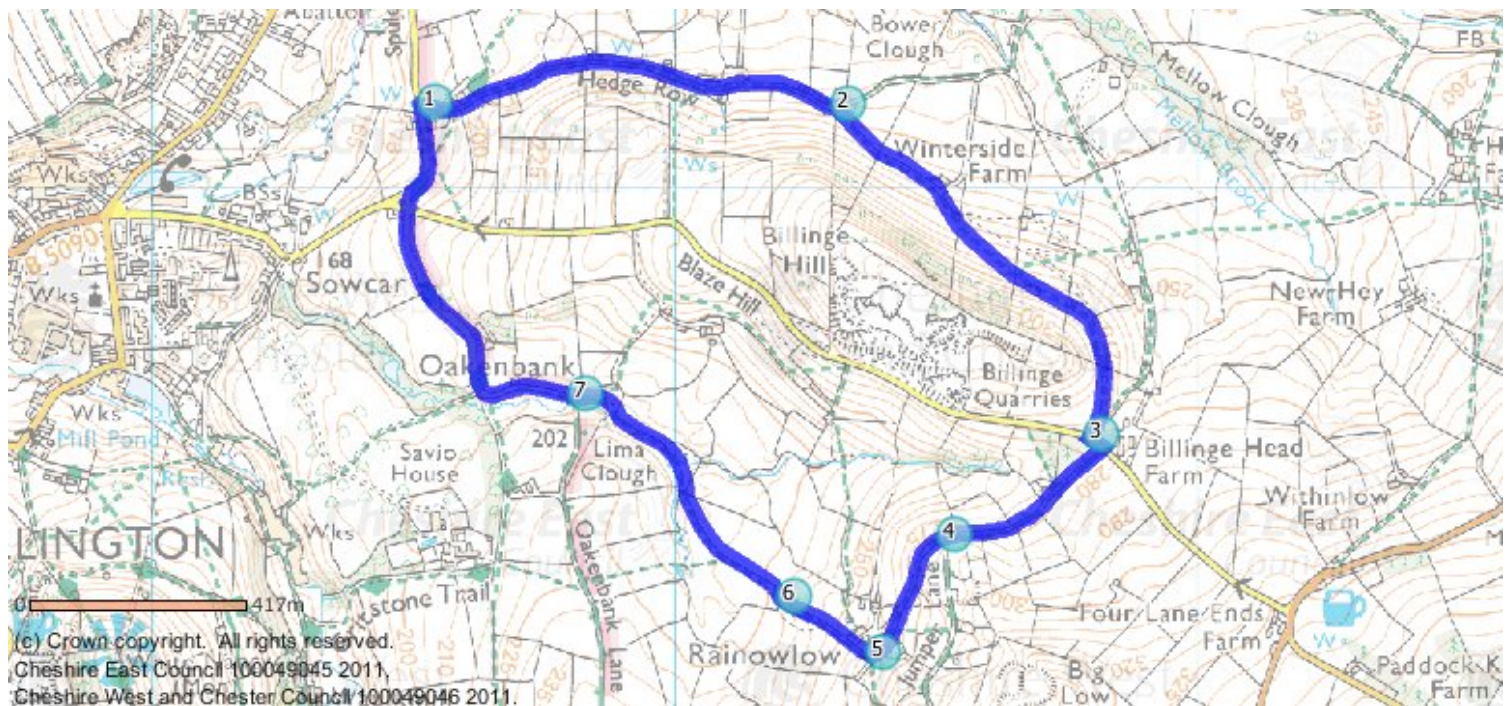 Abattoir
Bower
Clough
FB
1
2
W
Hedge Row
Mellow Clough
Mellow Brook
Wks
W
BSs
W
Ws
Winterside
Farm
W
B 5090
168
Sowcar
Billinge
Hill
Blaze Hill
New Hey
Farm
Wks
Oakenbank
7
Billinge
Quarries
3
Billinge Head
Farm
Wks
Mill Pond
202
Savio
House
Lima
Clough
Withinlow
Farm
Wks
LINGTON
4
Oakenbank Lane
6
0 417m
Four Lane Ends
Farm
W
5
Rainowlow
Jumper Lane
Big
Low
Paddock K
Farm
(c) Crown copyright. All rights reserved.
Cheshire East Council 100049045 2011.
Cheshire West and Chester Council 100049046 2011.